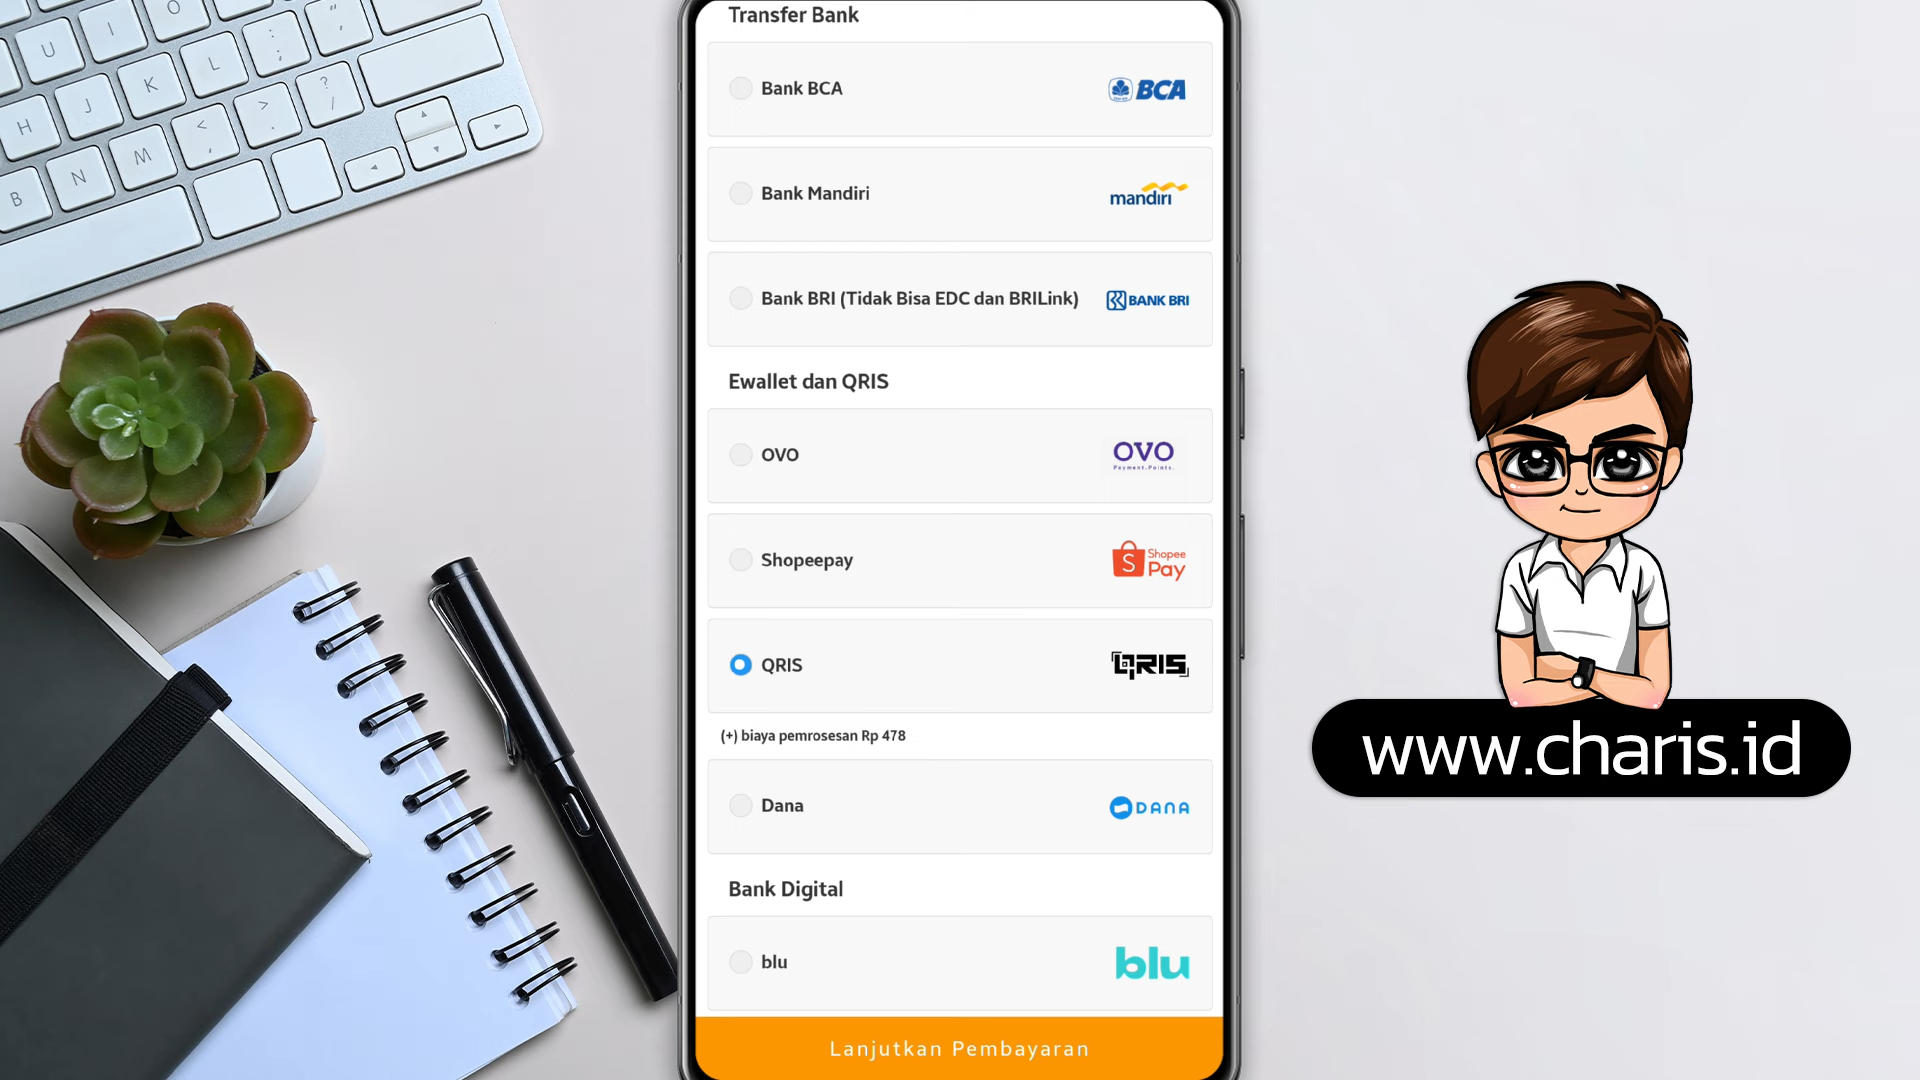 Transfer Bank
Bank BCA
BCA
Bank Mandiri
mandiri
Bank BRI (Tidak Bisa EDC dan BRILink)
BANK BRI
Ewallet dan QRIS
OVO
OVO
Payment.Points.
Shopeepay
S
Shopee
Pay
QRIS
QRIS
(+) biaya pemrosesan Rp 478
Dana
DANA
Bank Digital
blu
blu
Lanjutkan Pembayaran
www.charis.id
U
I
O
H
J
K
L
: ;
? /
B
N
M
< ,
> .